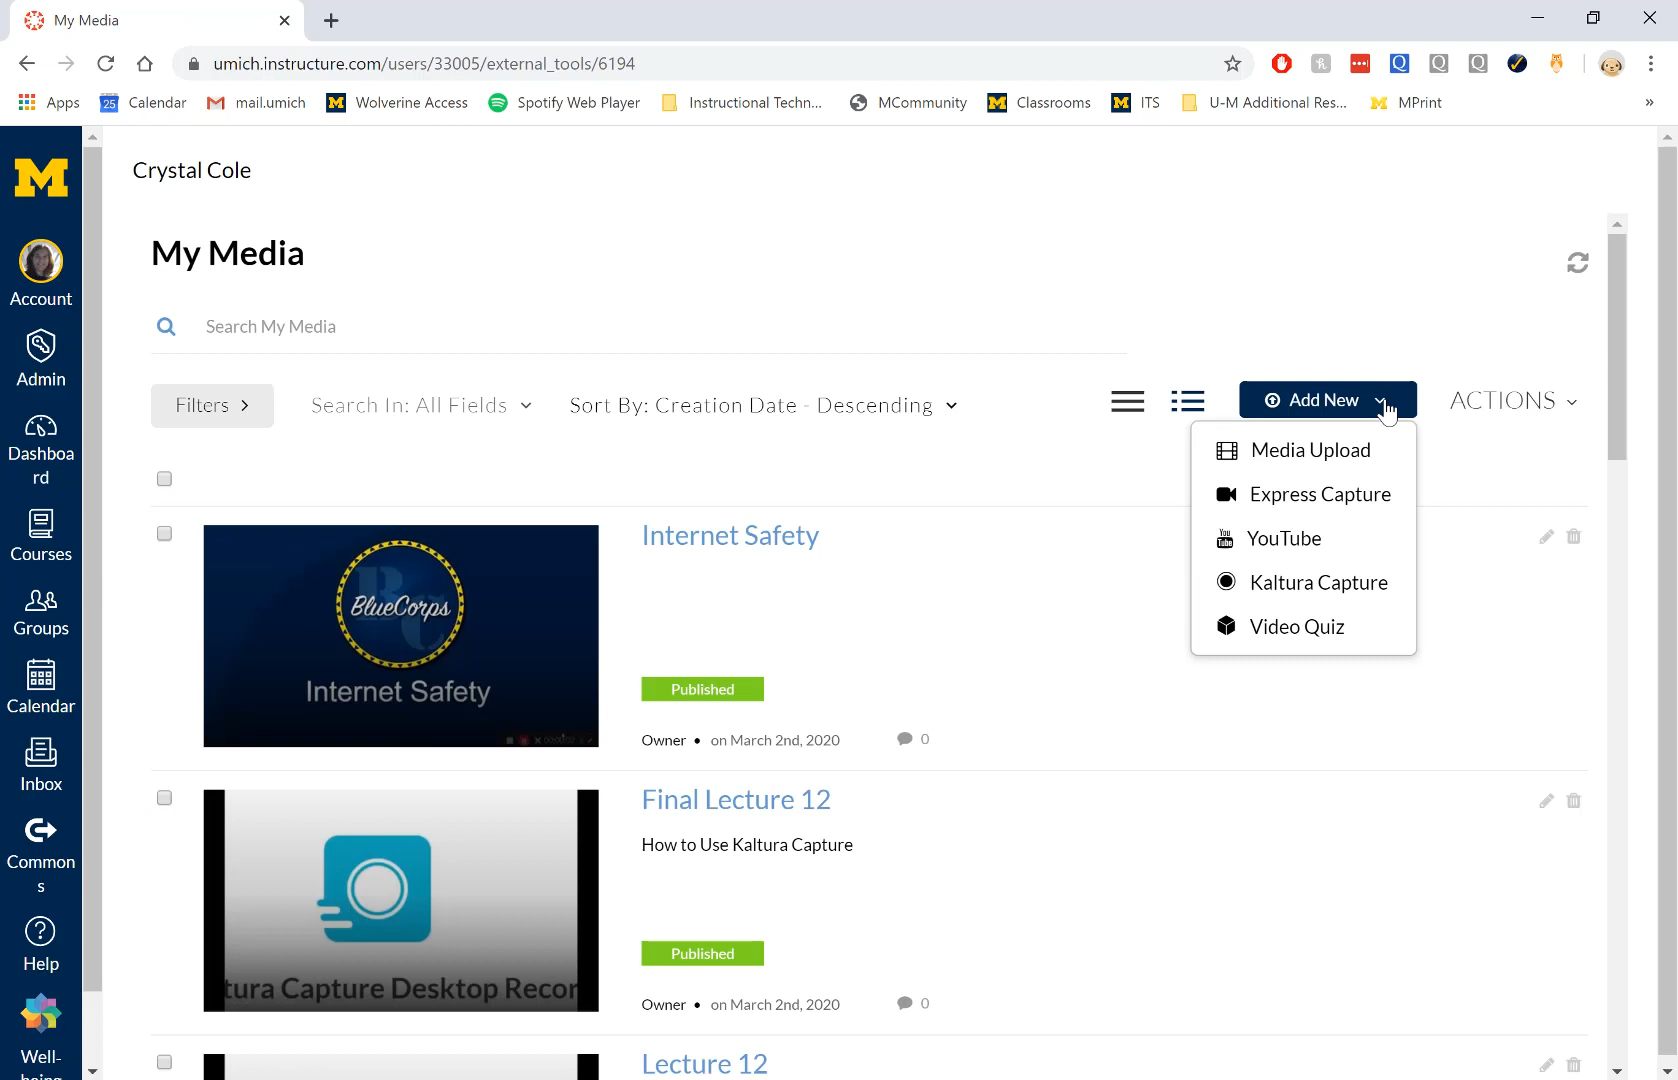 My Media
umich.instructure.com/users/33005/external_tools/6194
Apps
25 Calendar
mail.umich
Wolverine Access
Spotify Web Player
Instructional Techn...
MCommunity
Classrooms
ITS
U-M Additional Res...
MPrint
»
M
Account
Admin
Dashboa
rd
Courses
Groups
Calendar
Inbox
Common
s
Help
Well-
being
Crystal Cole
My Media
Search My Media
Filters
Search In: All Fields
Sort By: Creation Date - Descending
Add New
ACTIONS
Media Upload
Express Capture
YouTube
Kaltura Capture
Video Quiz
BC
BlueCorps
Internet Safety
Internet Safety
Published
Owner • on March 2nd, 2020 0
tura Capture Desktop Recor
Final Lecture 12
How to Use Kaltura Capture
Published
Owner • on March 2nd, 2020 0
Lecture 12